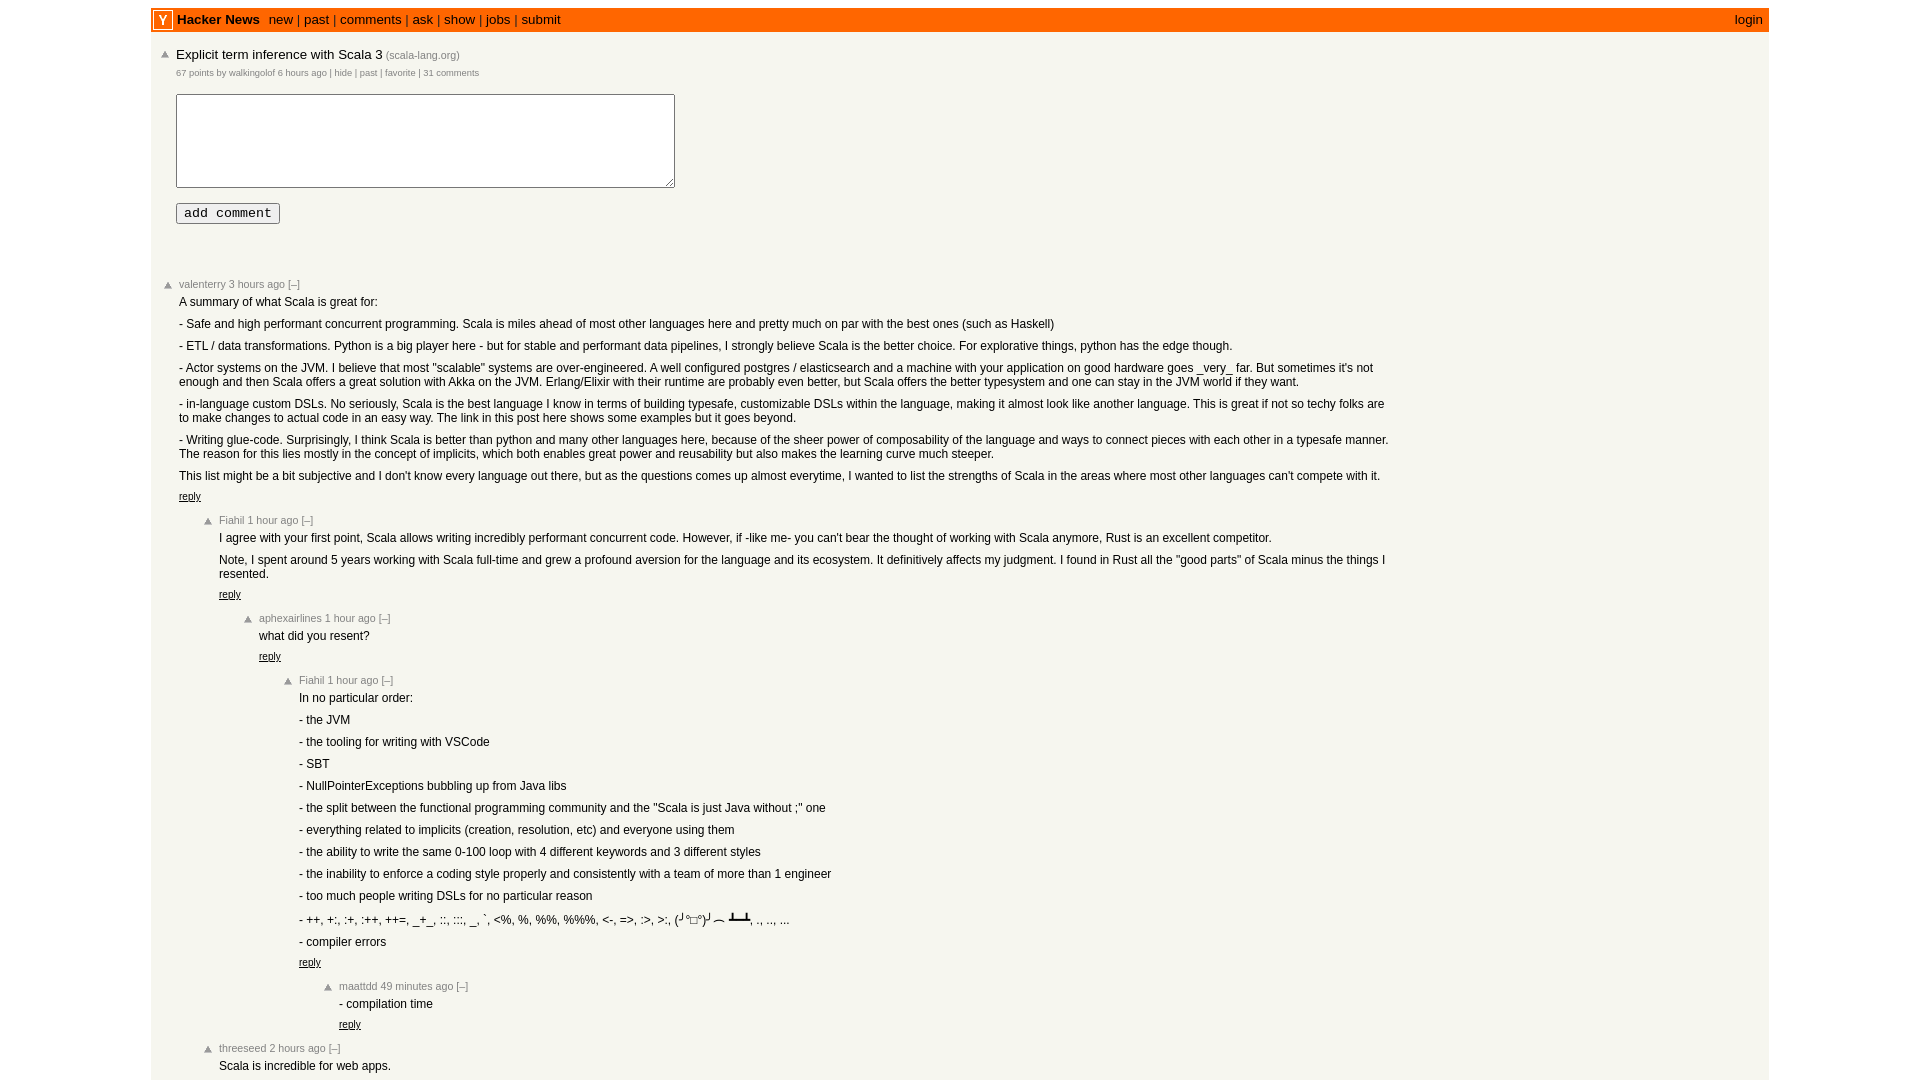 Y Hacker News new | past | comments | ask | show | jobs | submit login
Explicit term inference with Scala 3 (scala-lang.org)
67 points by walkingolof 6 hours ago | hide | past | favorite | 31 comments
add comment
valenterry 3 hours ago [–]
A summary of what Scala is great for:
- Safe and high performant concurrent programming. Scala is miles ahead of most other languages here and pretty much on par with the best ones (such as Haskell)
- ETL / data transformations. Python is a big player here - but for stable and performant data pipelines, I strongly believe Scala is the better choice. For explorative things, python has the edge though.
- Actor systems on the JVM. I believe that most "scalable" systems are over-engineered. A well configured postgres / elasticsearch and a machine with your application on good hardware goes _very_ far. But sometimes it's not
enough and then Scala offers a great solution with Akka on the JVM. Erlang/Elixir with their runtime are probably even better, but Scala offers the better typesystem and one can stay in the JVM world if they want.
- in-language custom DSLs. No seriously, Scala is the best language I know in terms of building typesafe, customizable DSLs within the language, making it almost look like another language. This is great if not so techy folks are
to make changes to actual code in an easy way. The link in this post here shows some examples but it goes beyond.
- Writing glue-code. Surprisingly, I think Scala is better than python and many other languages here, because of the sheer power of composability of the language and ways to connect pieces with each other in a typesafe manner.
The reason for this lies mostly in the concept of implicits, which both enables great power and reusability but also makes the learning curve much steeper.
This list might be a bit subjective and I don't know every language out there, but as the questions comes up almost everytime, I wanted to list the strengths of Scala in the areas where most other languages can't compete with it.
reply
Fiahil 1 hour ago [–]
I agree with your first point, Scala allows writing incredibly performant concurrent code. However, if -like me- you can't bear the thought of working with Scala anymore, Rust is an excellent competitor.
Note, I spent around 5 years working with Scala full-time and grew a profound aversion for the language and its ecosystem. It definitively affects my judgment. I found in Rust all the "good parts" of Scala minus the things I
resented.
reply
aphexairlines 1 hour ago [–]
what did you resent?
reply
Fiahil 1 hour ago [–]
In no particular order:
- the JVM
- the tooling for writing with VSCode
- SBT
- NullPointerExceptions bubbling up from Java libs
- the split between the functional programming community and the "Scala is just Java without ;" one
- everything related to implicits (creation, resolution, etc) and everyone using them
- the ability to write the same 0-100 loop with 4 different keywords and 3 different styles
- the inability to enforce a coding style properly and consistently with a team of more than 1 engineer
- too much people writing DSLs for no particular reason
- ++, +:, :+, :++, ++=, _+_, ::, :::, _, `, <%, %, %%, %%%, <-, =>, :>, >:, (╯°□°)╯︵ ┻━┻, ., .., ...
- compiler errors
reply
maattdd 49 minutes ago [–]
- compilation time
reply
threeseed 2 hours ago [–]
Scala is incredible for web apps.